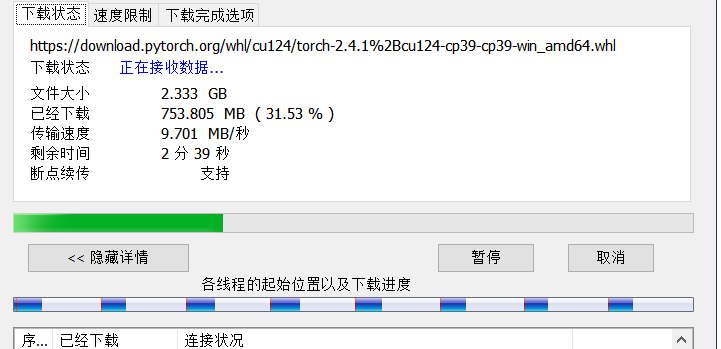 下载状态 速度限制 下载完成选项
https://download.pytorch.org/whl/cu124/torch-2.4.1%2Bcu124-cp39-cp39-win_amd64.whl
下载状态 正在接收数据...
文件大小 2.333 GB
已经下载 753.805 MB ( 31.53 % )
传输速度 9.701 MB/秒
剩余时间 2 分 39 秒
断点续传 支持
<< 隐藏详情 暂停 取消
各线程的起始位置以及下载进度
序... 已经下载 连接状况